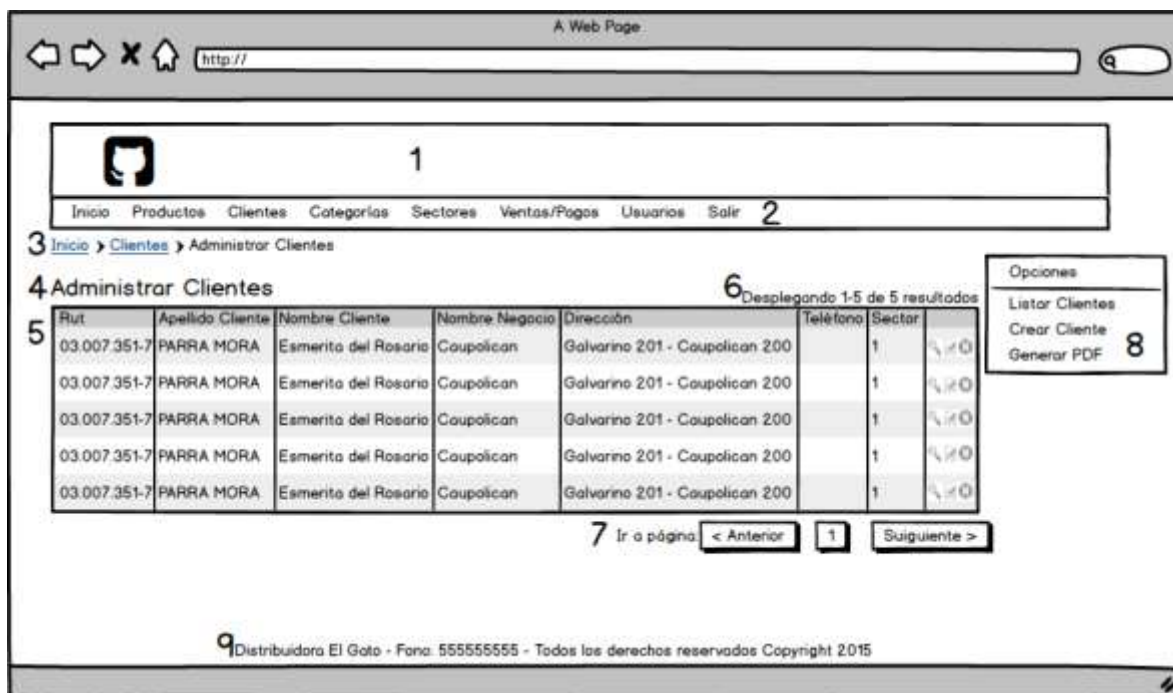 A Web Page
http://
1
Inicio Productos Clientes Categorías Sectores Ventas/Pagos Usuarios Salir 2
3 Inicio > Clientes > Administrar Clientes
4 Administrar Clientes
6 Desplegando 1-5 de 5 resultados
5
Rut Apellido Cliente Nombre Cliente Nombre Negocio Dirección Teléfono Sector
03.007.351-7 PARRA MORA Esmerita del Rosario Caupolican Galvarino 201 - Caupolican 200 1
03.007.351-7 PARRA MORA Esmerita del Rosario Caupolican Galvarino 201 - Caupolican 200 1
03.007.351-7 PARRA MORA Esmerita del Rosario Caupolican Galvarino 201 - Caupolican 200 1
03.007.351-7 PARRA MORA Esmerita del Rosario Caupolican Galvarino 201 - Caupolican 200 1
03.007.351-7 PARRA MORA Esmerita del Rosario Caupolican Galvarino 201 - Caupolican 200 1
7 Ir a página: < Anterior 1 Suiguiente >
Opciones
Listar Clientes
Crear Cliente
Generar PDF
8
9 Distribuidora El Gato - Fono: 555555555 - Todos los derechos reservados Copyright 2015